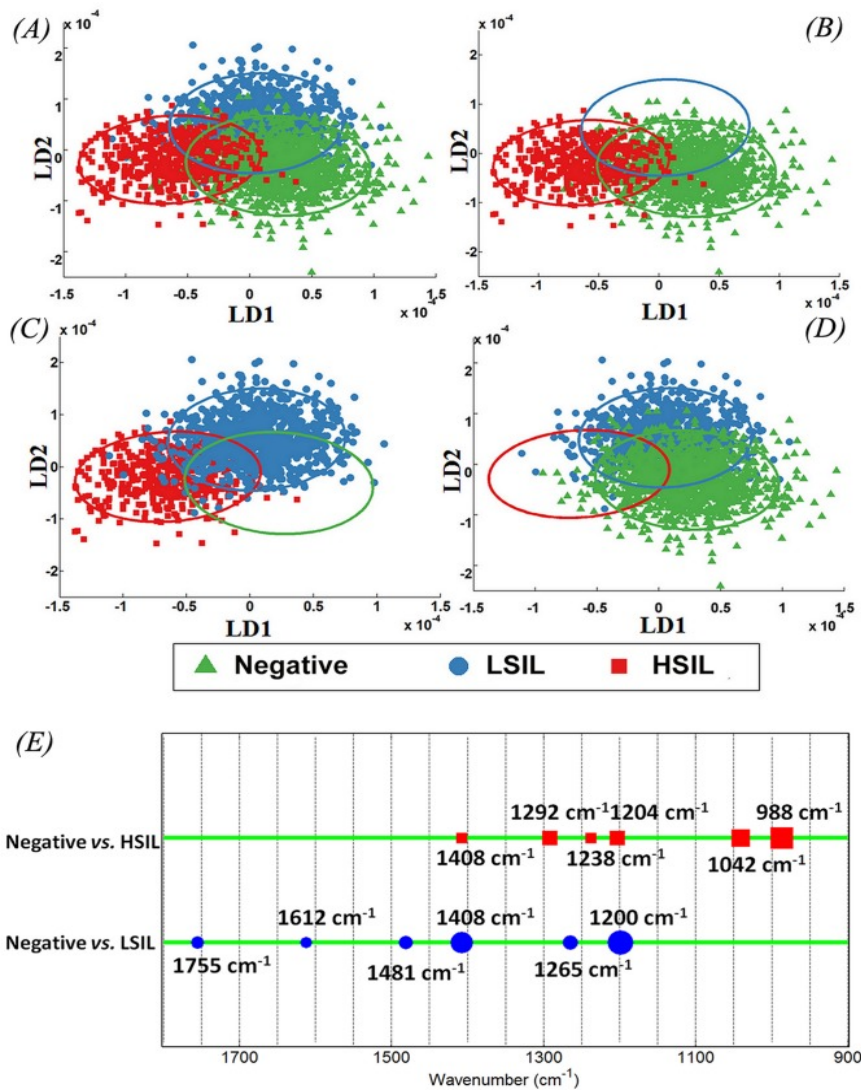 (A)
x 10⁻⁴
2
1
0
-1
-2
LD2
-1.5
-1
-0.5
0
0.5
1
1.5
x 10⁻⁴
LD1
(B)
x 10⁻⁴
2
1
0
-1
-2
LD2
-1.5
-1
-0.5
0
0.5
1
1.5
x 10⁻⁴
LD1
(C)
x 10⁻⁴
2
1
0
-1
-2
LD2
-1.5
-1
-0.5
0
0.5
1
1.5
x 10⁻⁴
LD1
(D)
x 10⁻⁴
2
1
0
-1
-2
LD2
-1.5
-1
-0.5
0
0.5
1
1.5
x 10⁻⁴
LD1
Negative LSIL HSIL
(E)
1292 cm⁻¹ 1204 cm⁻¹ 988 cm⁻¹
Negative vs. HSIL
1408 cm⁻¹ 1238 cm⁻¹ 1042 cm⁻¹
1612 cm⁻¹ 1408 cm⁻¹ 1200 cm⁻¹
Negative vs. LSIL
1755 cm⁻¹ 1481 cm⁻¹ 1265 cm⁻¹
1700 1500 1300 1100 900
Wavenumber (cm⁻¹)